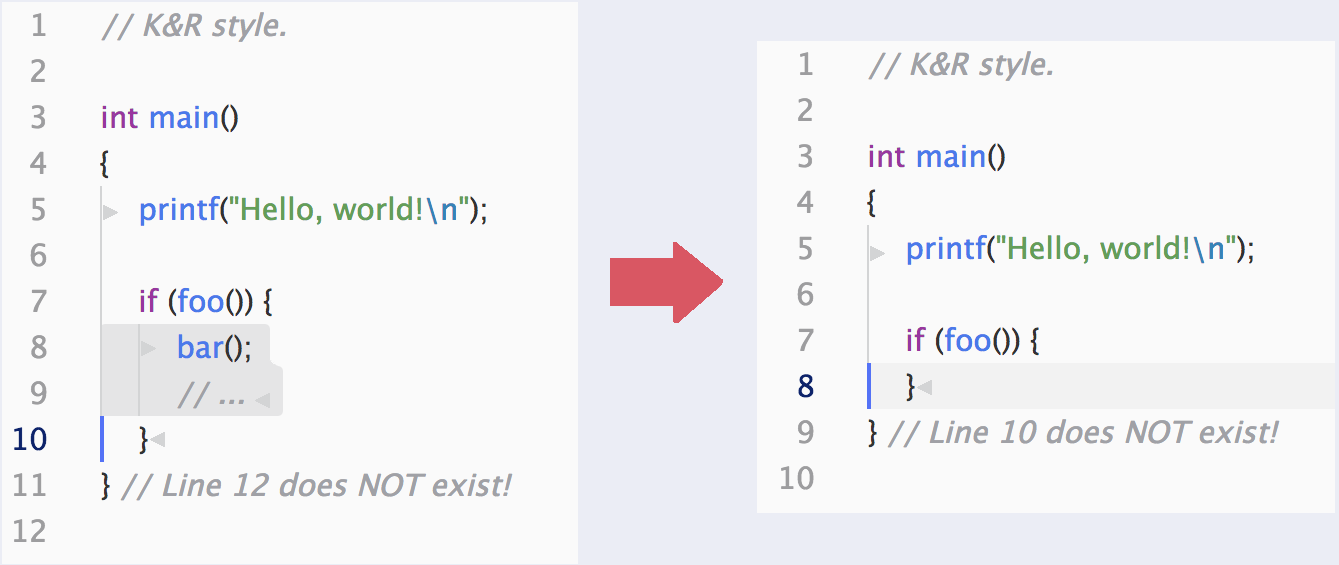 1 // K&R style.
2
3 int main()
4 {
5 printf("Hello, world!\n");
6
7 if (foo()) {
8 bar();
9 // ...
10 }
11 } // Line 12 does NOT exist!
12
1 // K&R style.
2
3 int main()
4 {
5 printf("Hello, world!\n");
6
7 if (foo()) {
8 }
9 } // Line 10 does NOT exist!
10